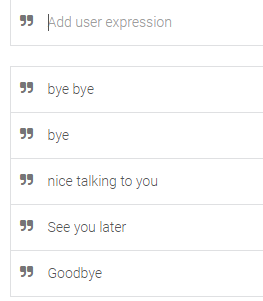 Add user expression
bye bye
bye
nice talking to you
See you later
Goodbye